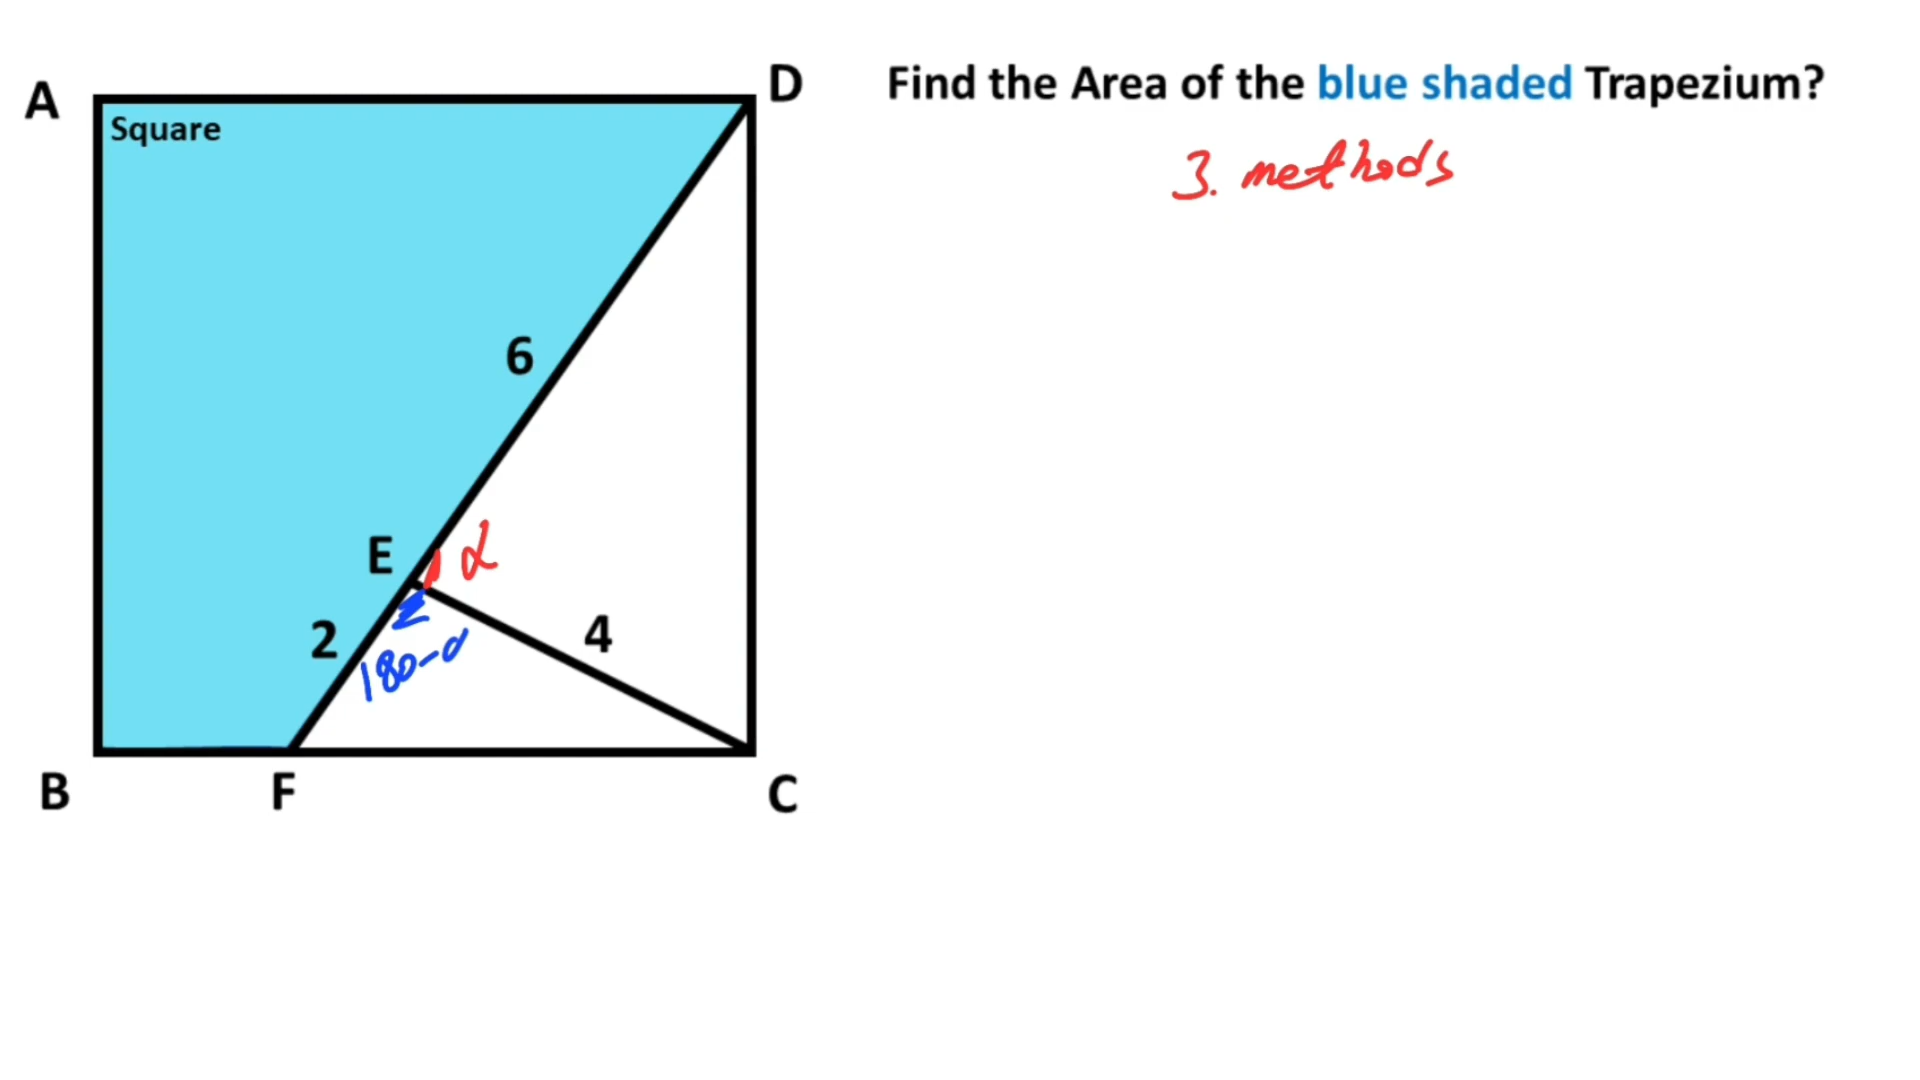 A
D
Find the Area of the blue shaded Trapezium?
Square
3. methods
6
E
α
2
4
180-α
B
F
C